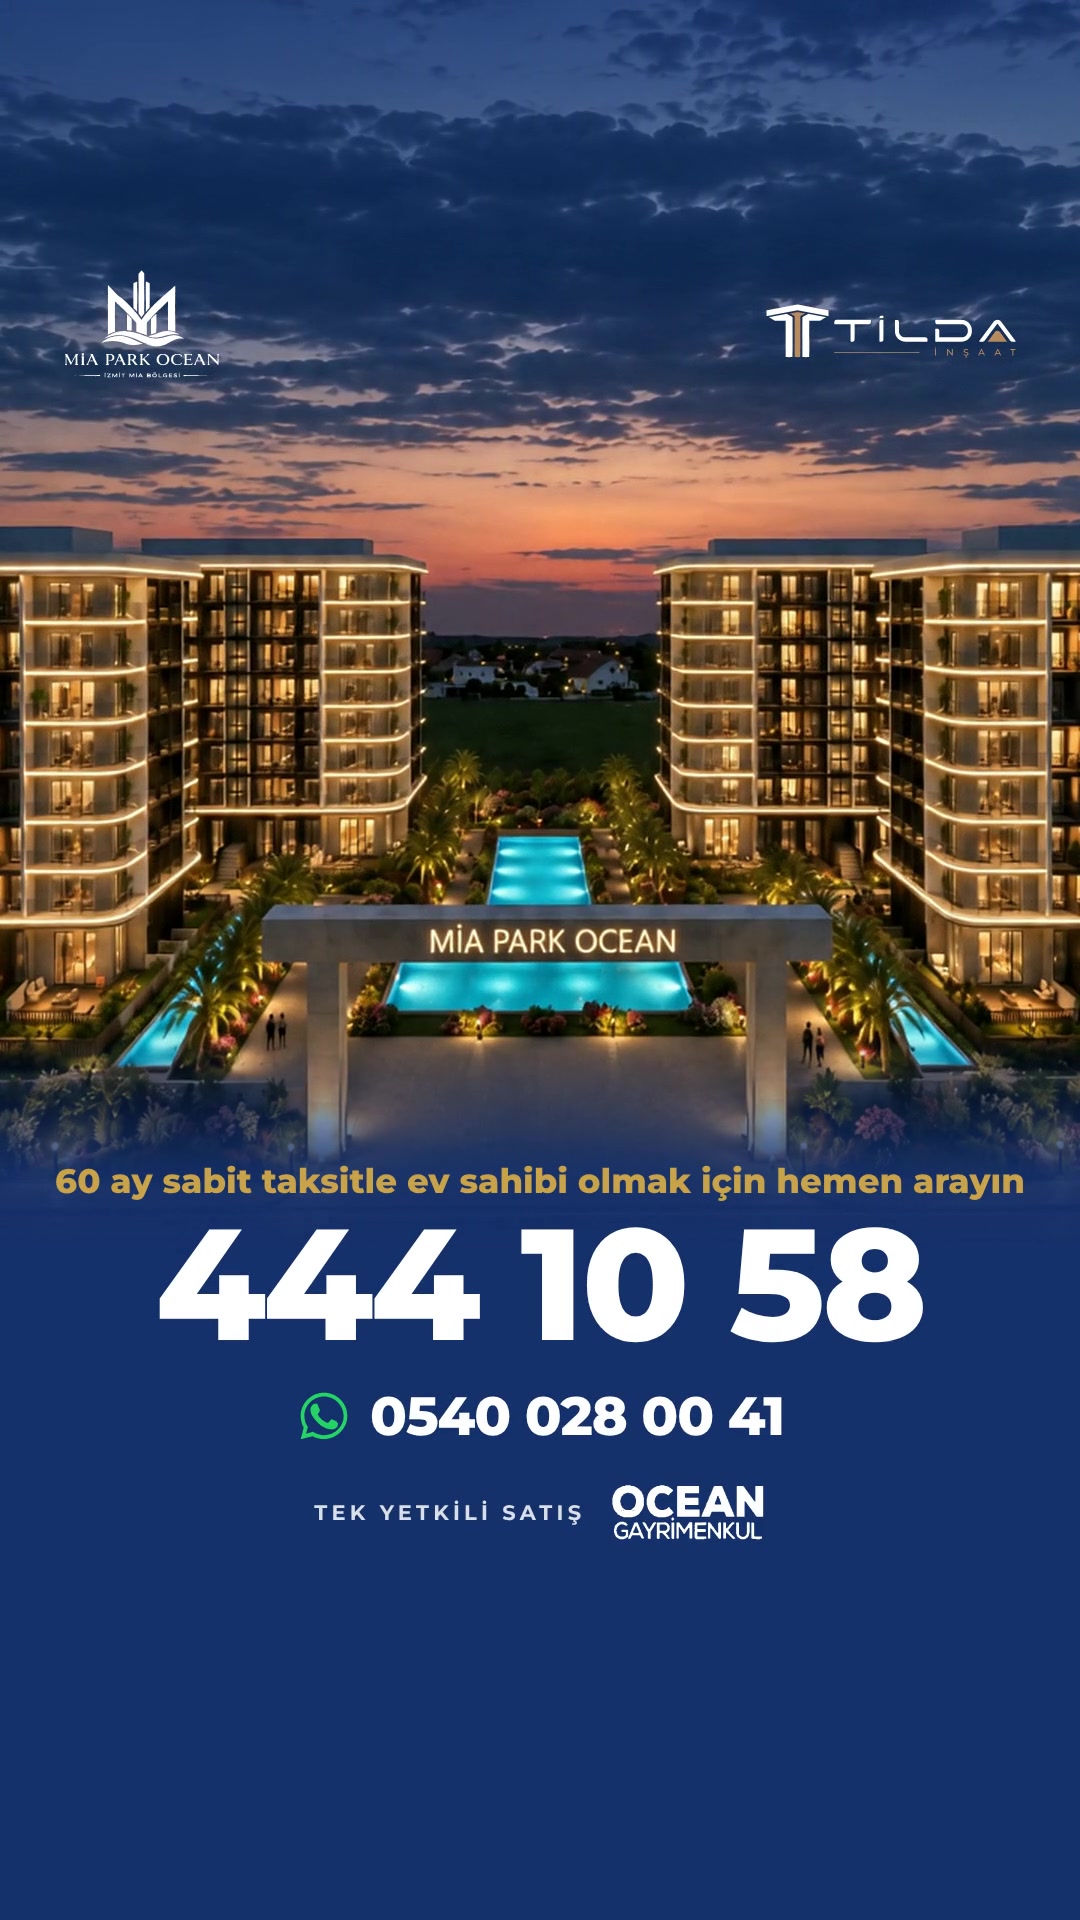 MİA PARK OCEAN
İZMİT MIA BÖLGESİ
TİLDA
İNŞAAT
MİA PARK OCEAN
60 ay sabit taksitle ev sahibi olmak için hemen arayın
444 10 58
0540 028 00 41
TEK YETKİLİ SATIŞ
OCEAN
GAYRİMENKUL